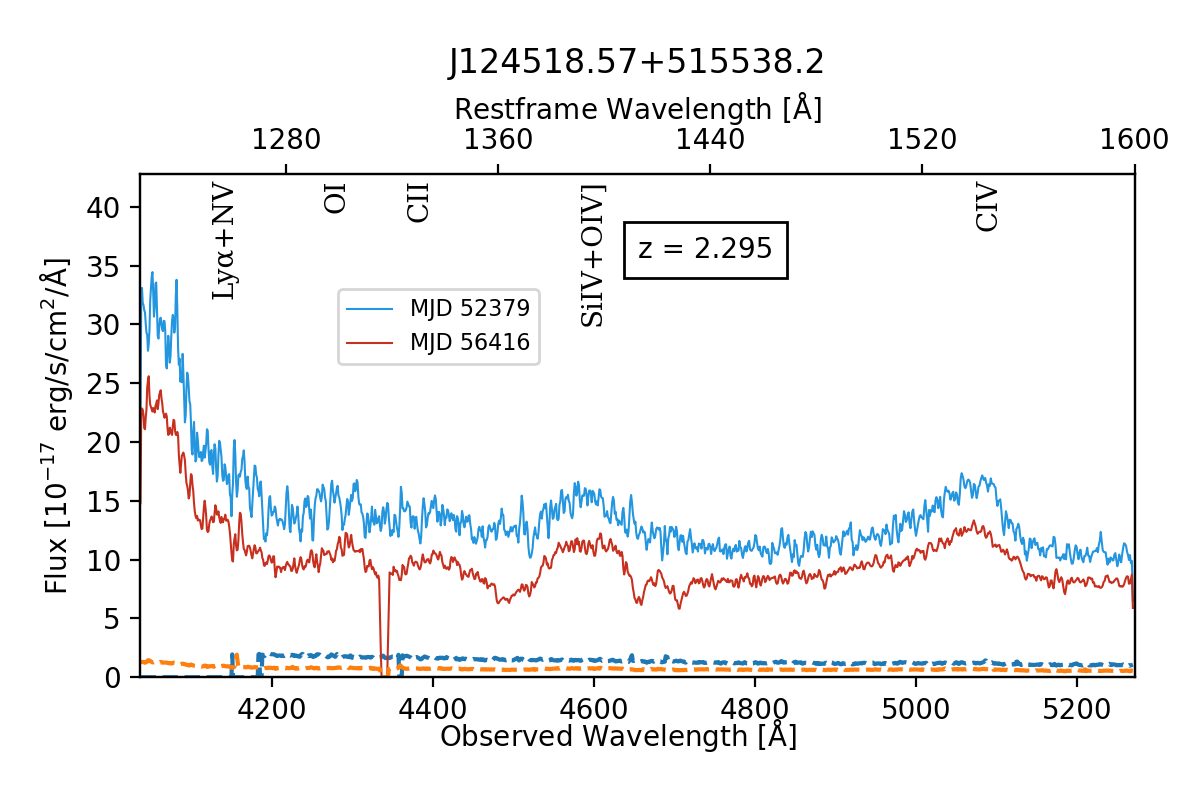 J124518.57+515538.2
Restframe Wavelength [Å]
1280 1360 1440 1520 1600
Lyα+NV
OI
CII
SiIV+OIV]
CIV
z = 2.295
MJD 52379
MJD 56416
40
35
30
25
20
15
10
5
0
Flux [10⁻¹⁷ erg/s/cm²/Å]
4200 4400 4600 4800 5000 5200
Observed Wavelength [Å]